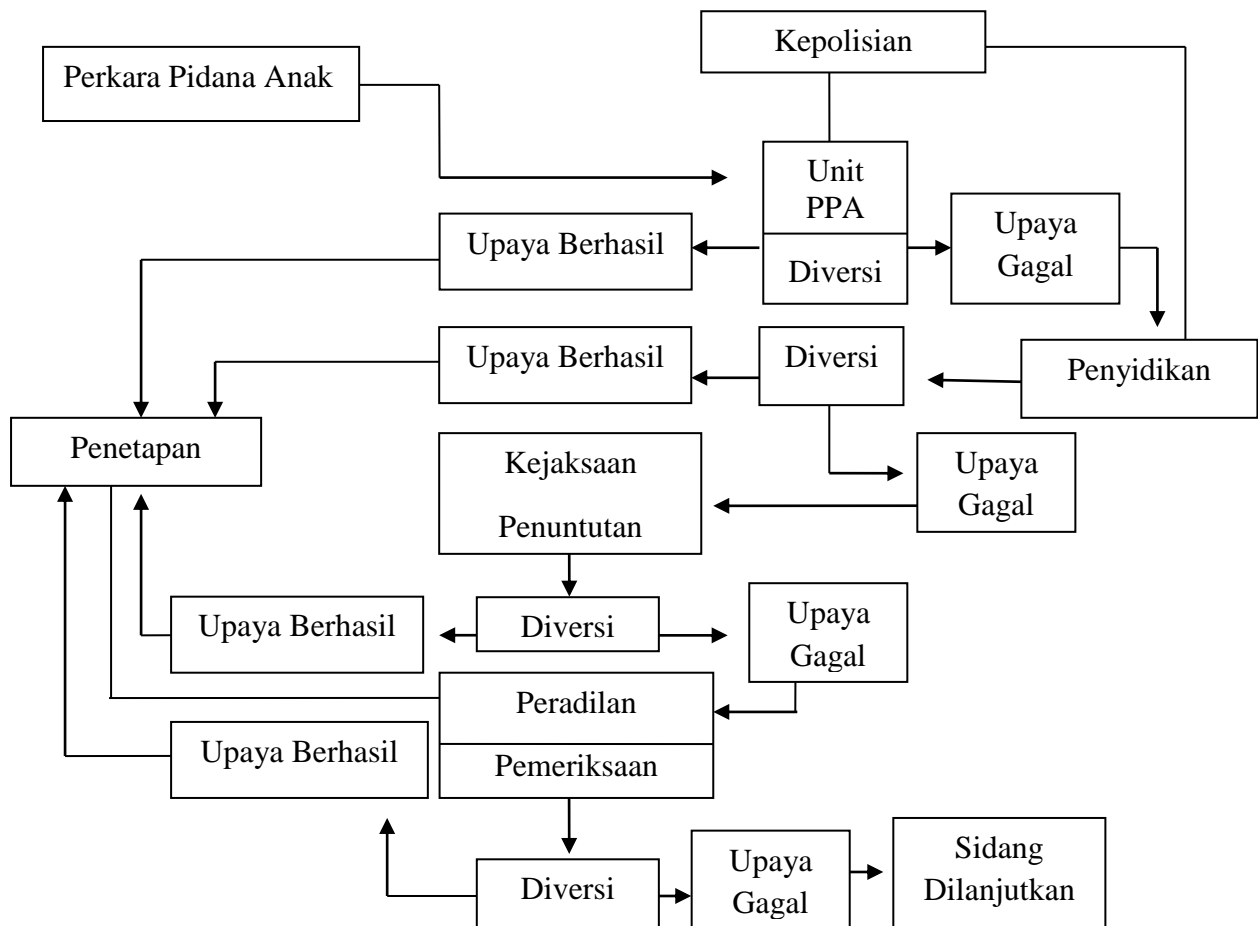 Kepolisian
Perkara Pidana Anak
Unit
PPA
Upaya Berhasil
Diversi
Upaya
Gagal
Upaya Berhasil
Diversi
Penyidikan
Penetapan
Kejaksaan
Penuntutan
Upaya
Gagal
Upaya Berhasil
Diversi
Upaya
Gagal
Peradilan
Pemeriksaan
Upaya Berhasil
Diversi
Upaya
Gagal
Sidang
Dilanjutkan